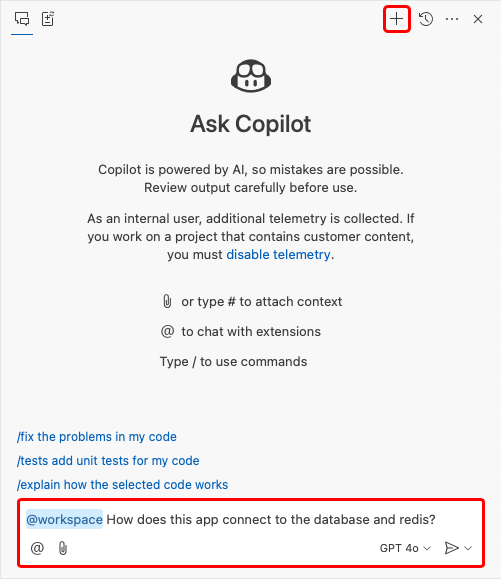 Ask Copilot
Copilot is powered by AI, so mistakes are possible.
Review output carefully before use.
As an internal user, additional telemetry is collected. If
you work on a project that contains customer content,
you must disable telemetry.
or type # to attach context
@ to chat with extensions
Type / to use commands
/fix the problems in my code
/tests add unit tests for my code
/explain how the selected code works
@workspace How does this app connect to the database and redis?
@ GPT 4o